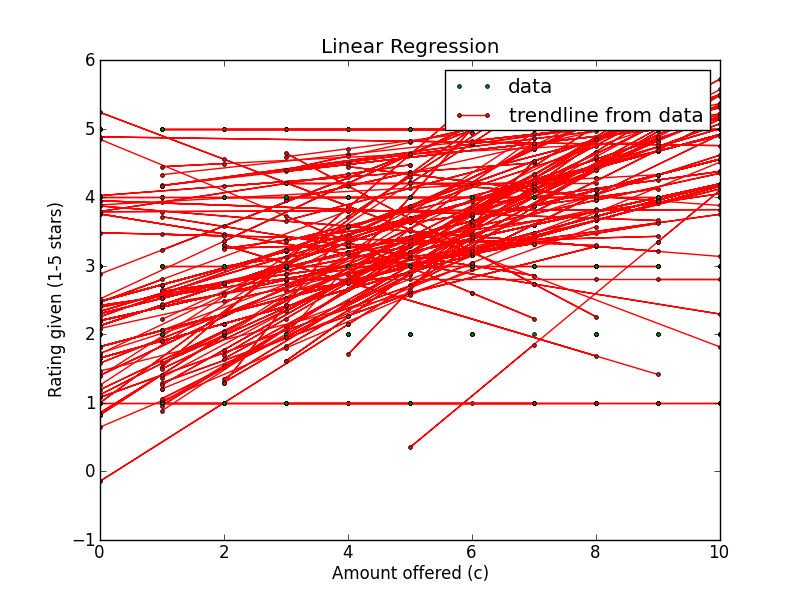 Linear Regression
data
trendline from data
Rating given (1-5 stars)
6
5
4
3
2
1
0
−1
0 2 4 6 8 10
Amount offered (c)